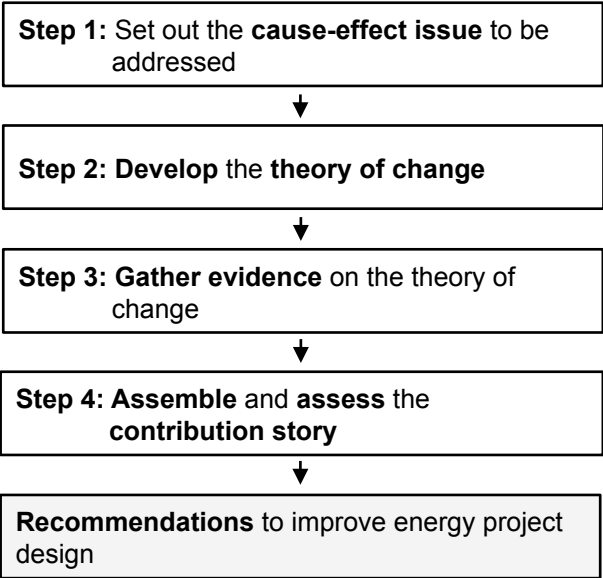 Step 1: Set out the cause-effect issue to be
addressed
Step 2: Develop the theory of change
Step 3: Gather evidence on the theory of
change
Step 4: Assemble and assess the
contribution story
Recommendations to improve energy project
design